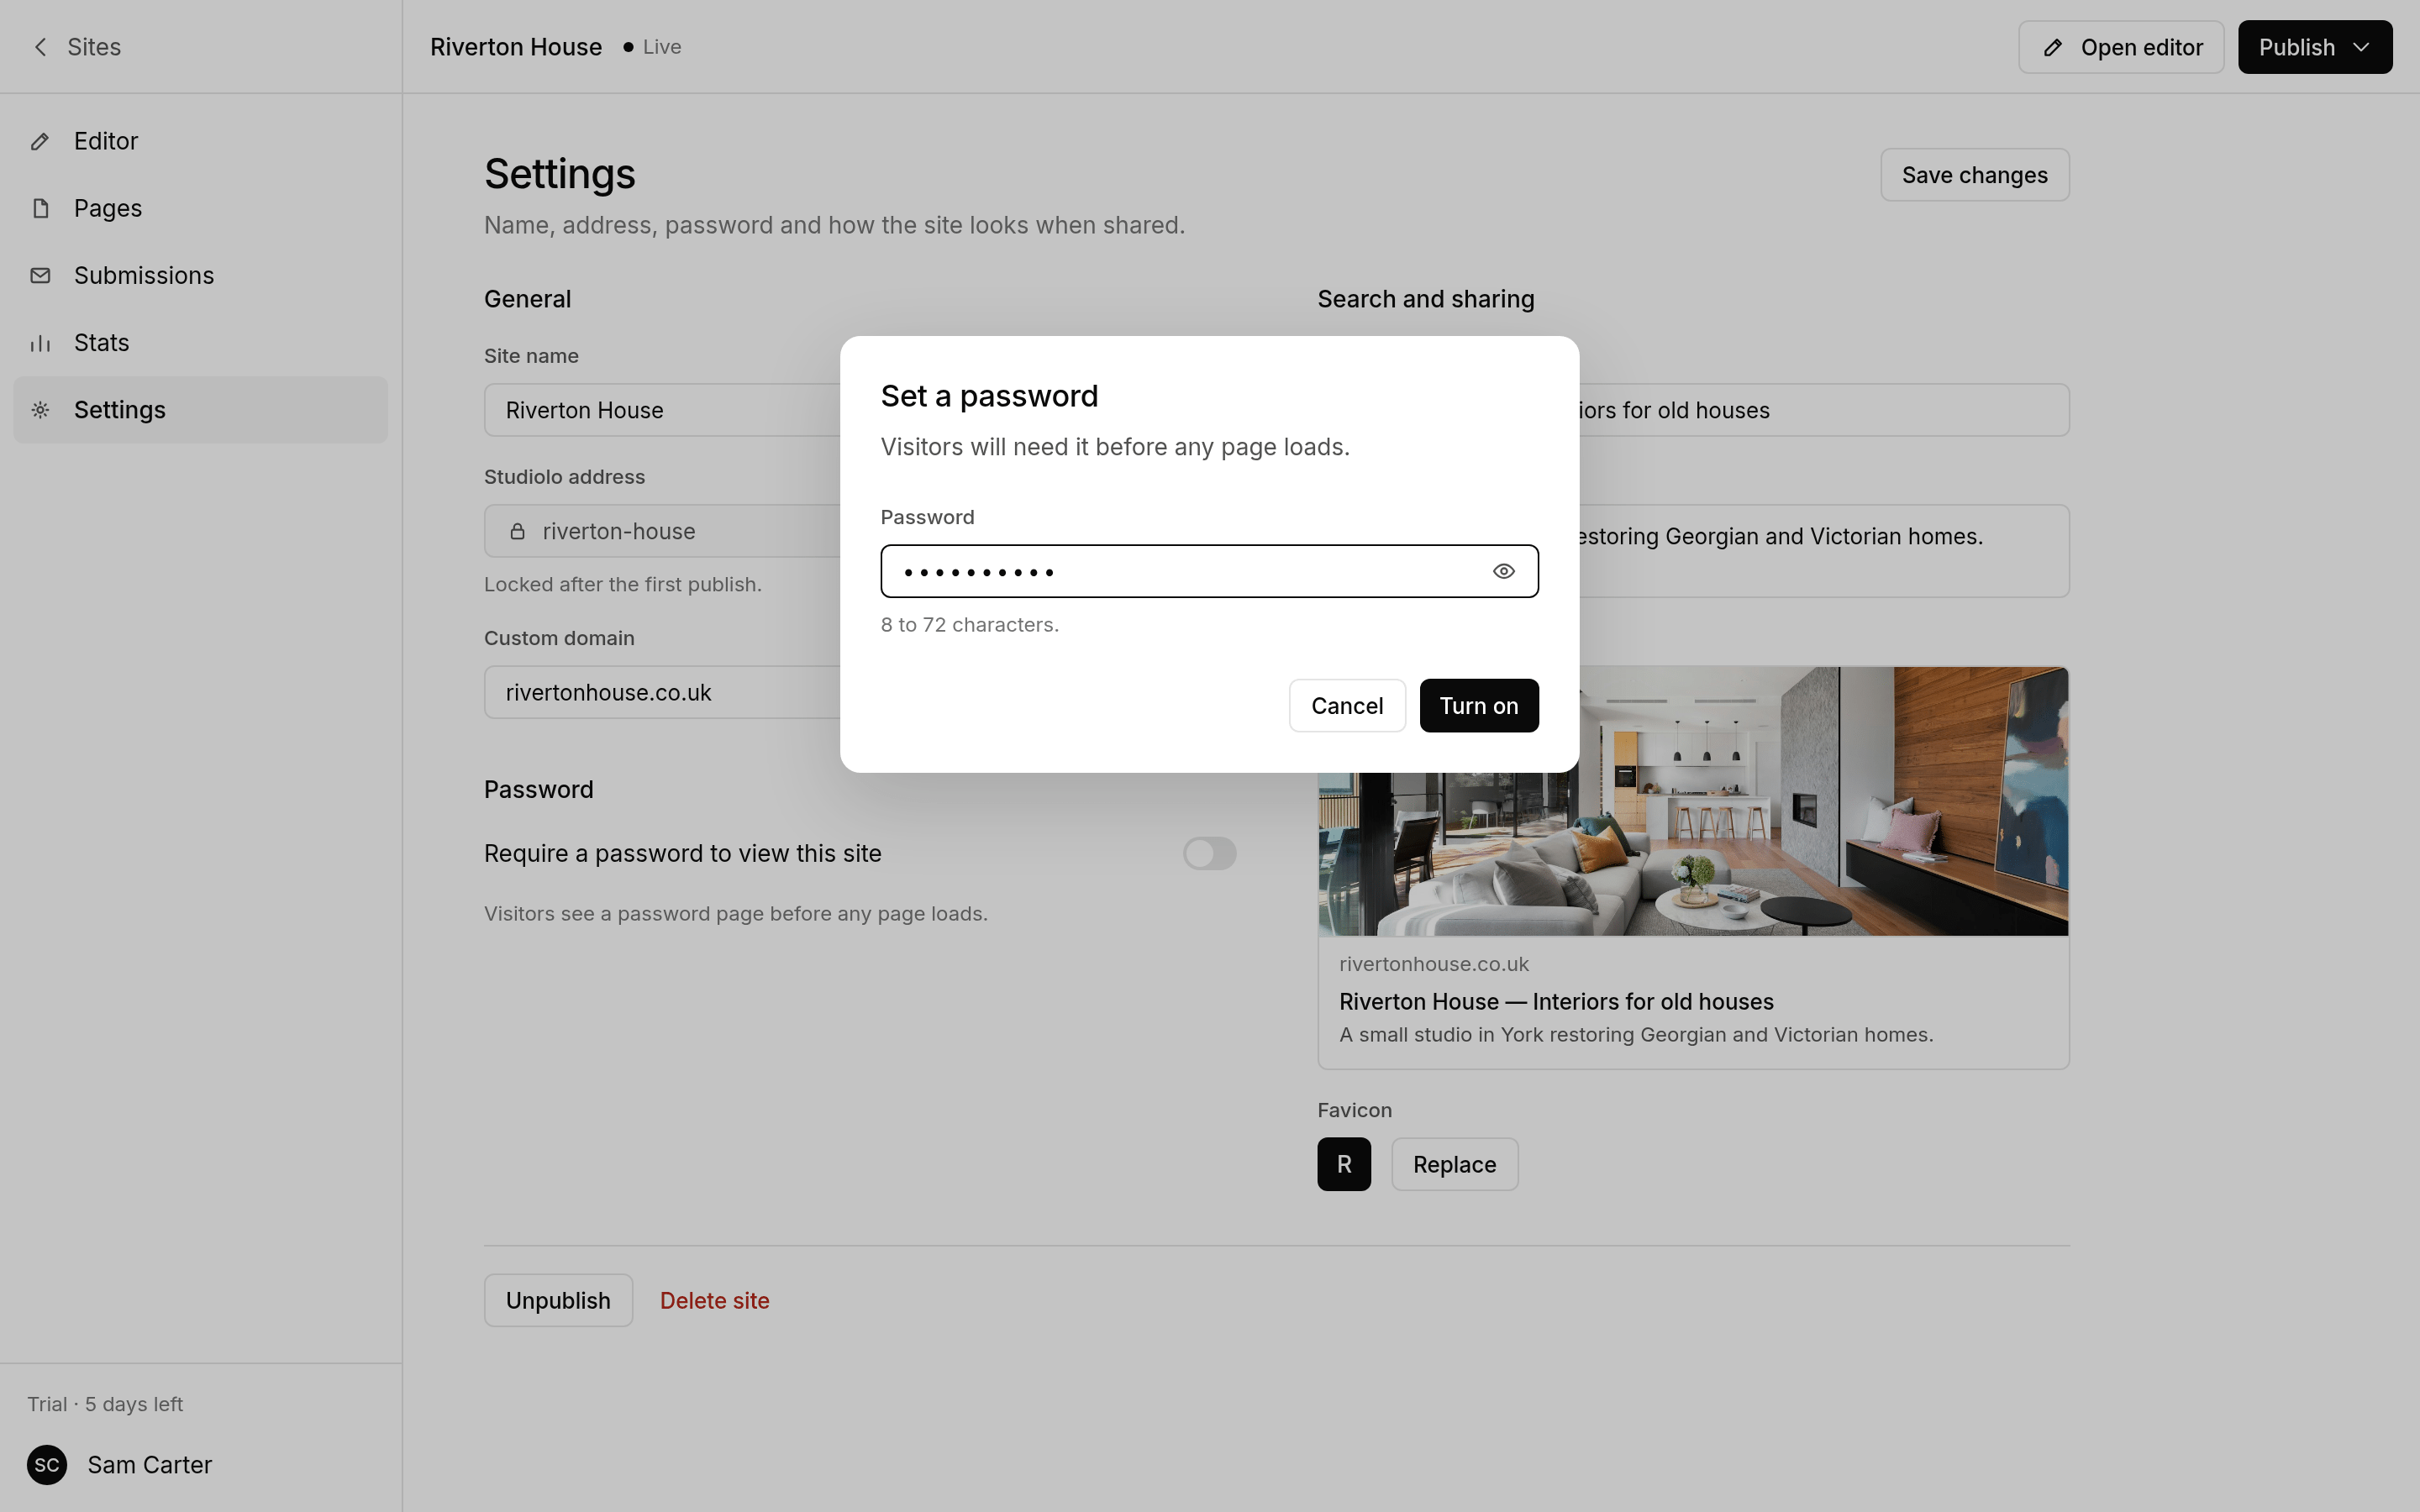 Sites
Riverton House
Live
Open editor
Publish
Editor
Pages
Submissions
Stats
Settings
Settings
Name, address, password and how the site looks when shared.
Save changes
General
Site name
Riverton House
Studiolo address
riverton-house
Locked after the first publish.
Custom domain
rivertonhouse.co.uk
Password
Require a password to view this site
Visitors see a password page before any page loads.
Set a password
Visitors will need it before any page loads.
Password
••••••••••
8 to 72 characters.
Cancel
Turn on
Search and sharing
for old houses
Georgian and Victorian homes.
rivertonhouse.co.uk
Riverton House — Interiors for old houses
A small studio in York restoring Georgian and Victorian homes.
Favicon
R
Replace
Unpublish
Delete site
Trial · 5 days left
SC
Sam Carter